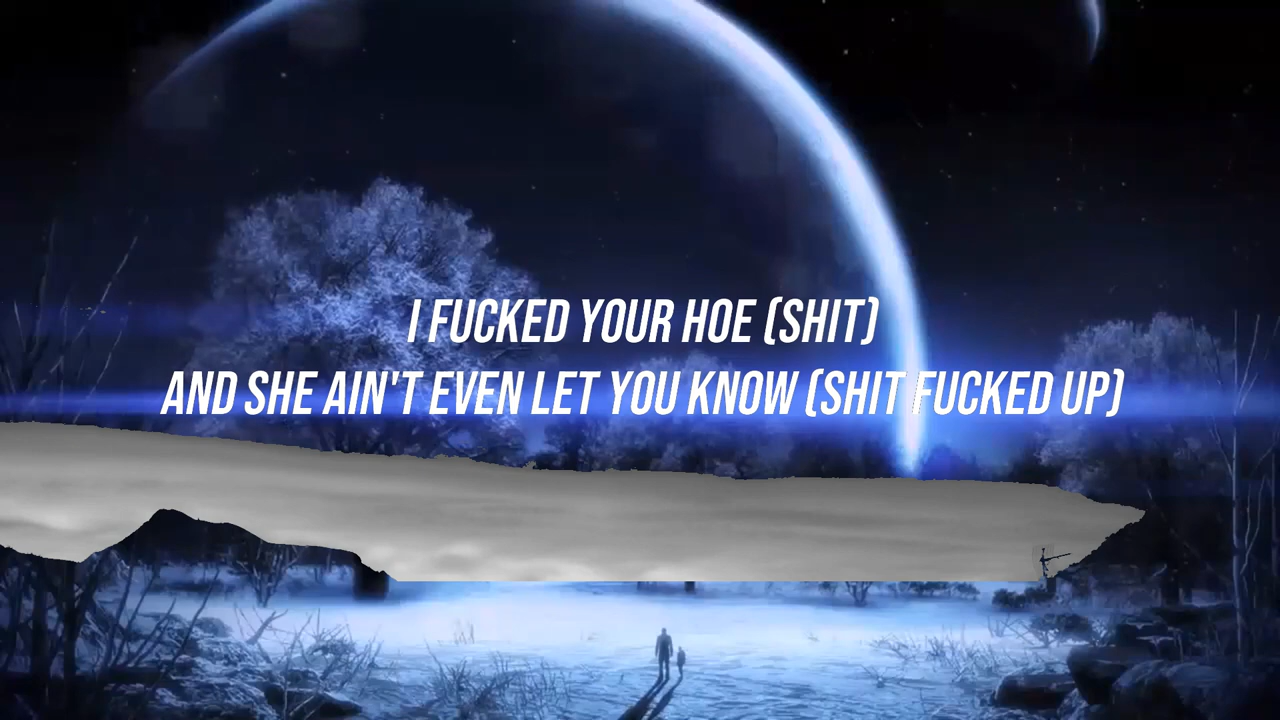 I FUCKED YOUR HOE (SHIT)
AND SHE AIN'T EVEN LET YOU KNOW (SHIT FUCKED UP)